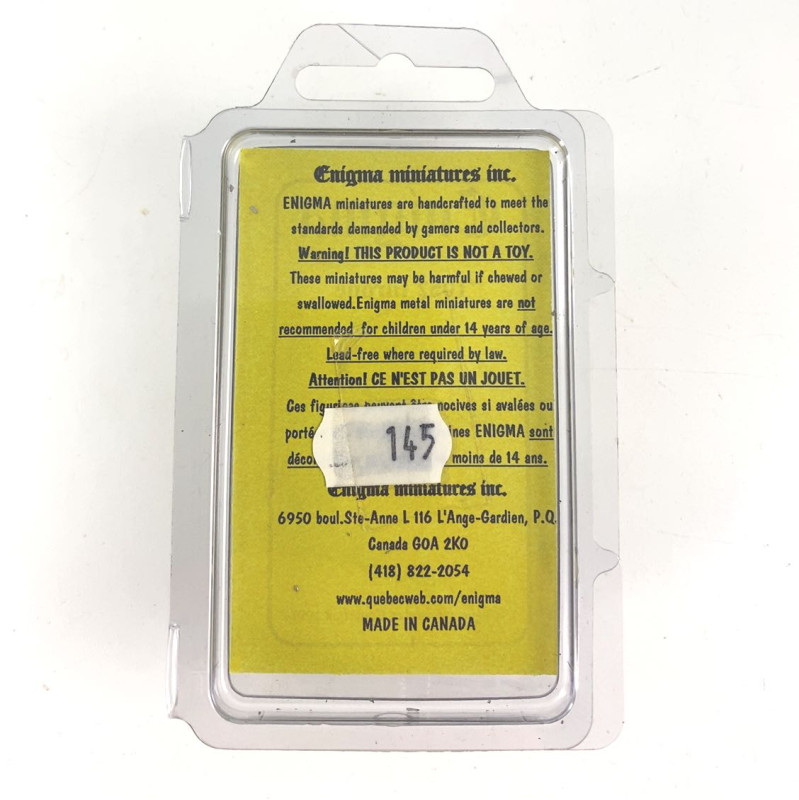 Enigma miniatures inc.
ENIGMA miniatures are handcrafted to meet the
standards demanded by gamers and collectors.
Warning! THIS PRODUCT IS NOT A TOY.
These miniatures may be harmful if chewed or
swallowed.Enigma metal miniatures are not
recommended for children under 14 years of age.
Lead-free where required by law.
Attention! CE N'EST PAS UN JOUET.
Ces figurines peuvent être nocives si avalées ou
ENIGMA sont
145
moins de 14 ans.
Enigma miniatures inc.
6950 boul.Ste-Anne L 116 L'Ange-Gardien, P.Q.
Canada G0A 2K0
(418) 822-2054
www.quebecweb.com/enigma
MADE IN CANADA